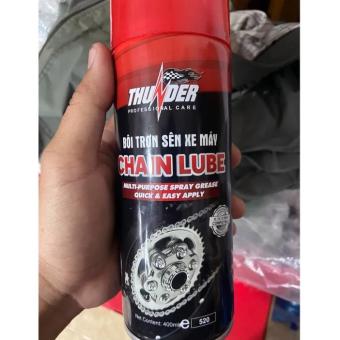 THUNDER
PROFESSIONAL CARE
BÔI TRƠN SÊN XE MÁY
CHAIN LUBE
MULTI-PURPOSE SPRAY GREASE
QUICK & EASY APPLY
Net Content: 400ml e 520